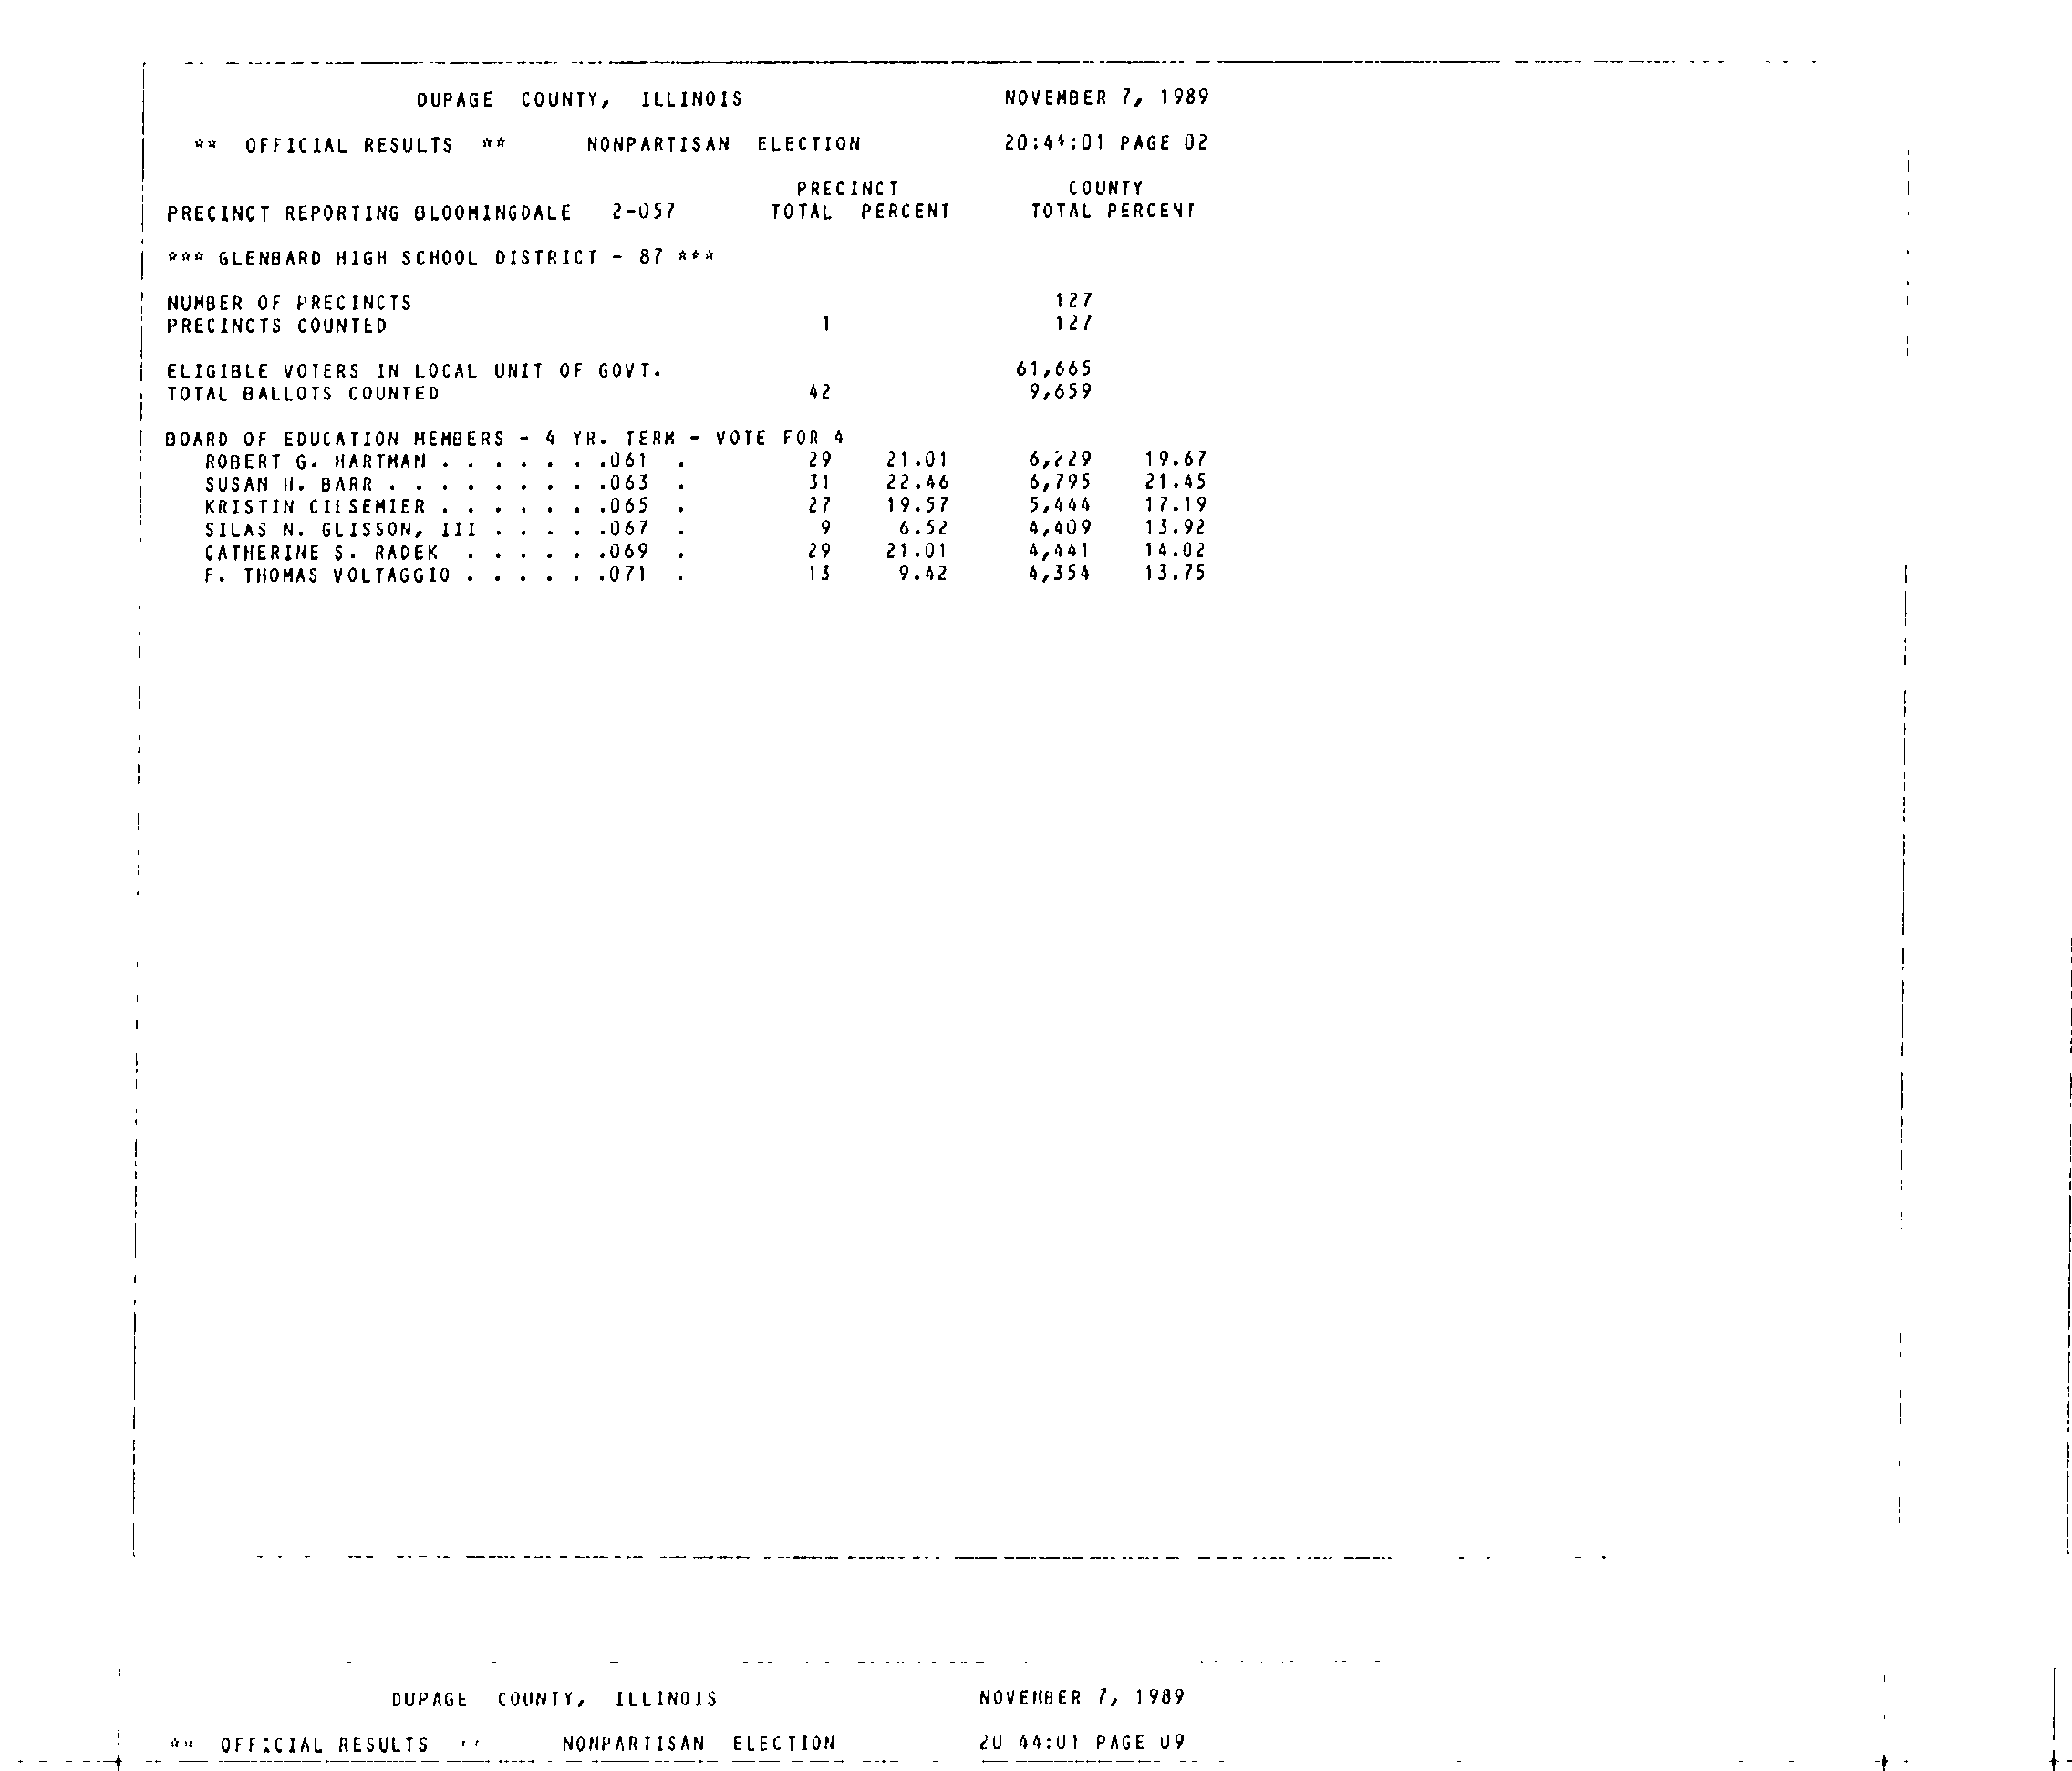 DUPAGE COUNTY, ILLINOIS NOVEMBER 7, 1989
** OFFICIAL RESULTS ** NONPARTISAN ELECTION 20:44:01 PAGE 02
PRECINCT COUNTY
PRECINCT REPORTING BLOOMINGDALE 2-057 TOTAL PERCENT TOTAL PERCENT
*** GLENBARD HIGH SCHOOL DISTRICT - 87 ***
NUMBER OF PRECINCTS 127
PRECINCTS COUNTED 1 127
ELIGIBLE VOTERS IN LOCAL UNIT OF GOVT. 61,665
TOTAL BALLOTS COUNTED 42 9,659
BOARD OF EDUCATION MEMBERS - 4 YR. TERM - VOTE FOR 4
ROBERT G. HARTMAN . . . . . . .061 . 29 21.01 6,229 19.67
SUSAN H. BARR . . . . . . . . .063 . 31 22.46 6,795 21.45
KRISTIN CILSEMIER . . . . . . .065 . 27 19.57 5,444 17.19
SILAS N. GLISSON, III . . . . .067 . 9 6.52 4,409 13.92
CATHERINE S. RADEK . . . . . .069 . 29 21.01 4,441 14.02
F. THOMAS VOLTAGGIO . . . . . .071 . 13 9.42 4,354 13.75
DUPAGE COUNTY, ILLINOIS NOVEMBER 7, 1989
** OFFICIAL RESULTS NONPARTISAN ELECTION 20 44:01 PAGE 09